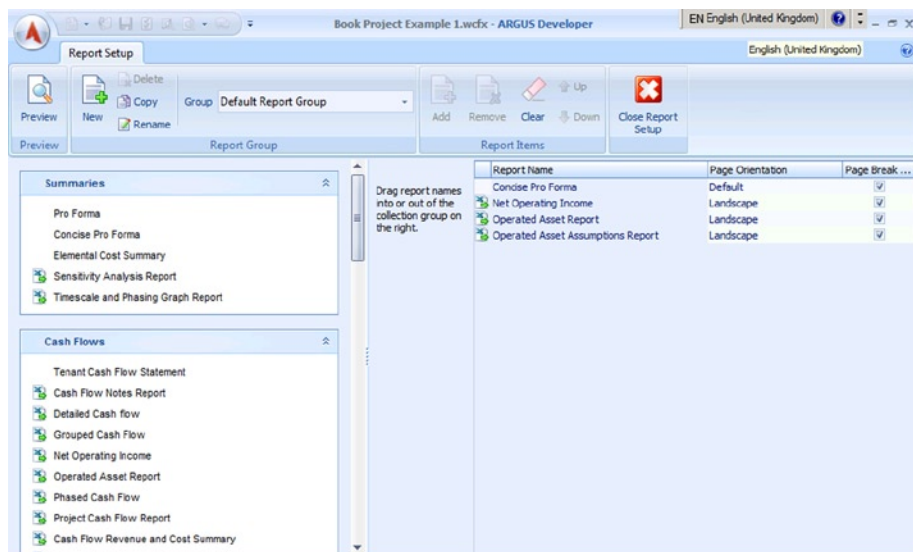 Book Project Example 1.wcfx - ARGUS Developer
EN English (United Kingdom)
Report Setup
English (United Kingdom)
Preview
New
Delete
Copy
Rename
Group Default Report Group
Add
Remove
Clear
Up
Down
Close Report
Setup
Preview
Report Group
Report Items
Summaries
Pro Forma
Concise Pro Forma
Elemental Cost Summary
Sensitivity Analysis Report
Timescale and Phasing Graph Report
Cash Flows
Tenant Cash Flow Statement
Cash Flow Notes Report
Detailed Cash flow
Grouped Cash Flow
Net Operating Income
Operated Asset Report
Phased Cash Flow
Project Cash Flow Report
Cash Flow Revenue and Cost Summary
Drag report names
into or out of the
collection group on
the right.
Report Name Page Orientation Page Break ...
Concise Pro Forma Default
Net Operating Income Landscape
Operated Asset Report Landscape
Operated Asset Assumptions Report Landscape